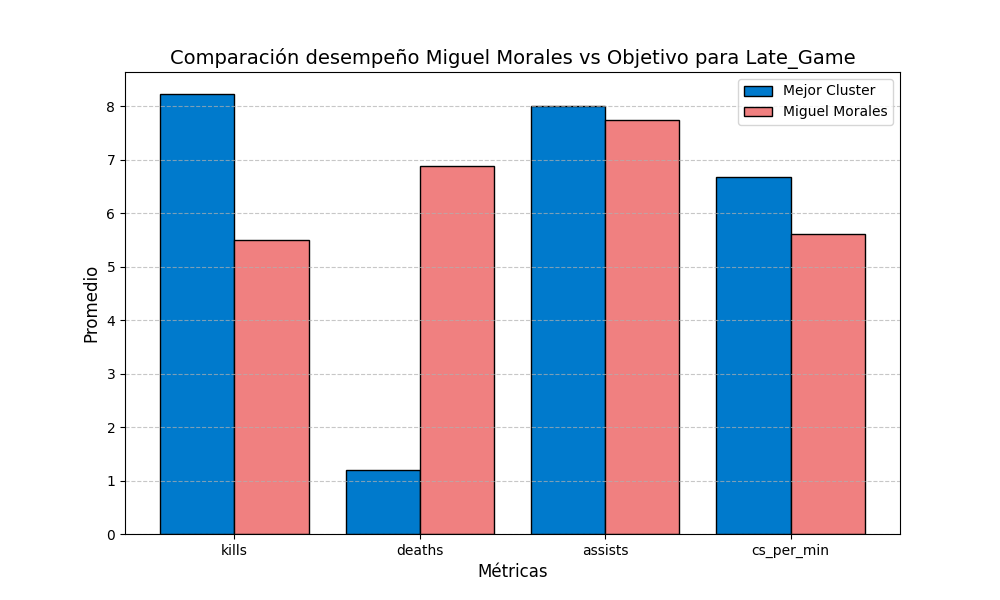 Comparación desempeño Miguel Morales vs Objetivo para Late_Game
Mejor Cluster
Miguel Morales
Promedio
8
7
6
5
4
3
2
1
0
kills deaths assists cs_per_min
Métricas